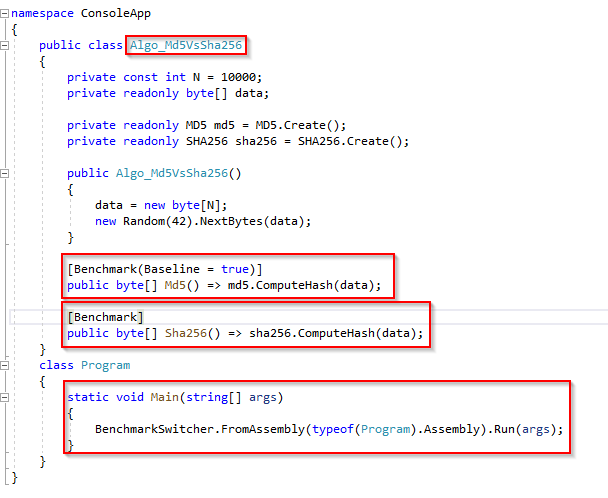 namespace ConsoleApp
{
    public class Algo_Md5VsSha256
    {
        private const int N = 10000;
        private readonly byte[] data;

        private readonly MD5 md5 = MD5.Create();
        private readonly SHA256 sha256 = SHA256.Create();

        public Algo_Md5VsSha256()
        {
            data = new byte[N];
            new Random(42).NextBytes(data);
        }

        [Benchmark(Baseline = true)]
        public byte[] Md5() => md5.ComputeHash(data);

        [Benchmark]
        public byte[] Sha256() => sha256.ComputeHash(data);
    }
    class Program
    {
        static void Main(string[] args)
        {
            BenchmarkSwitcher.FromAssembly(typeof(Program).Assembly).Run(args);
        }
    }
}